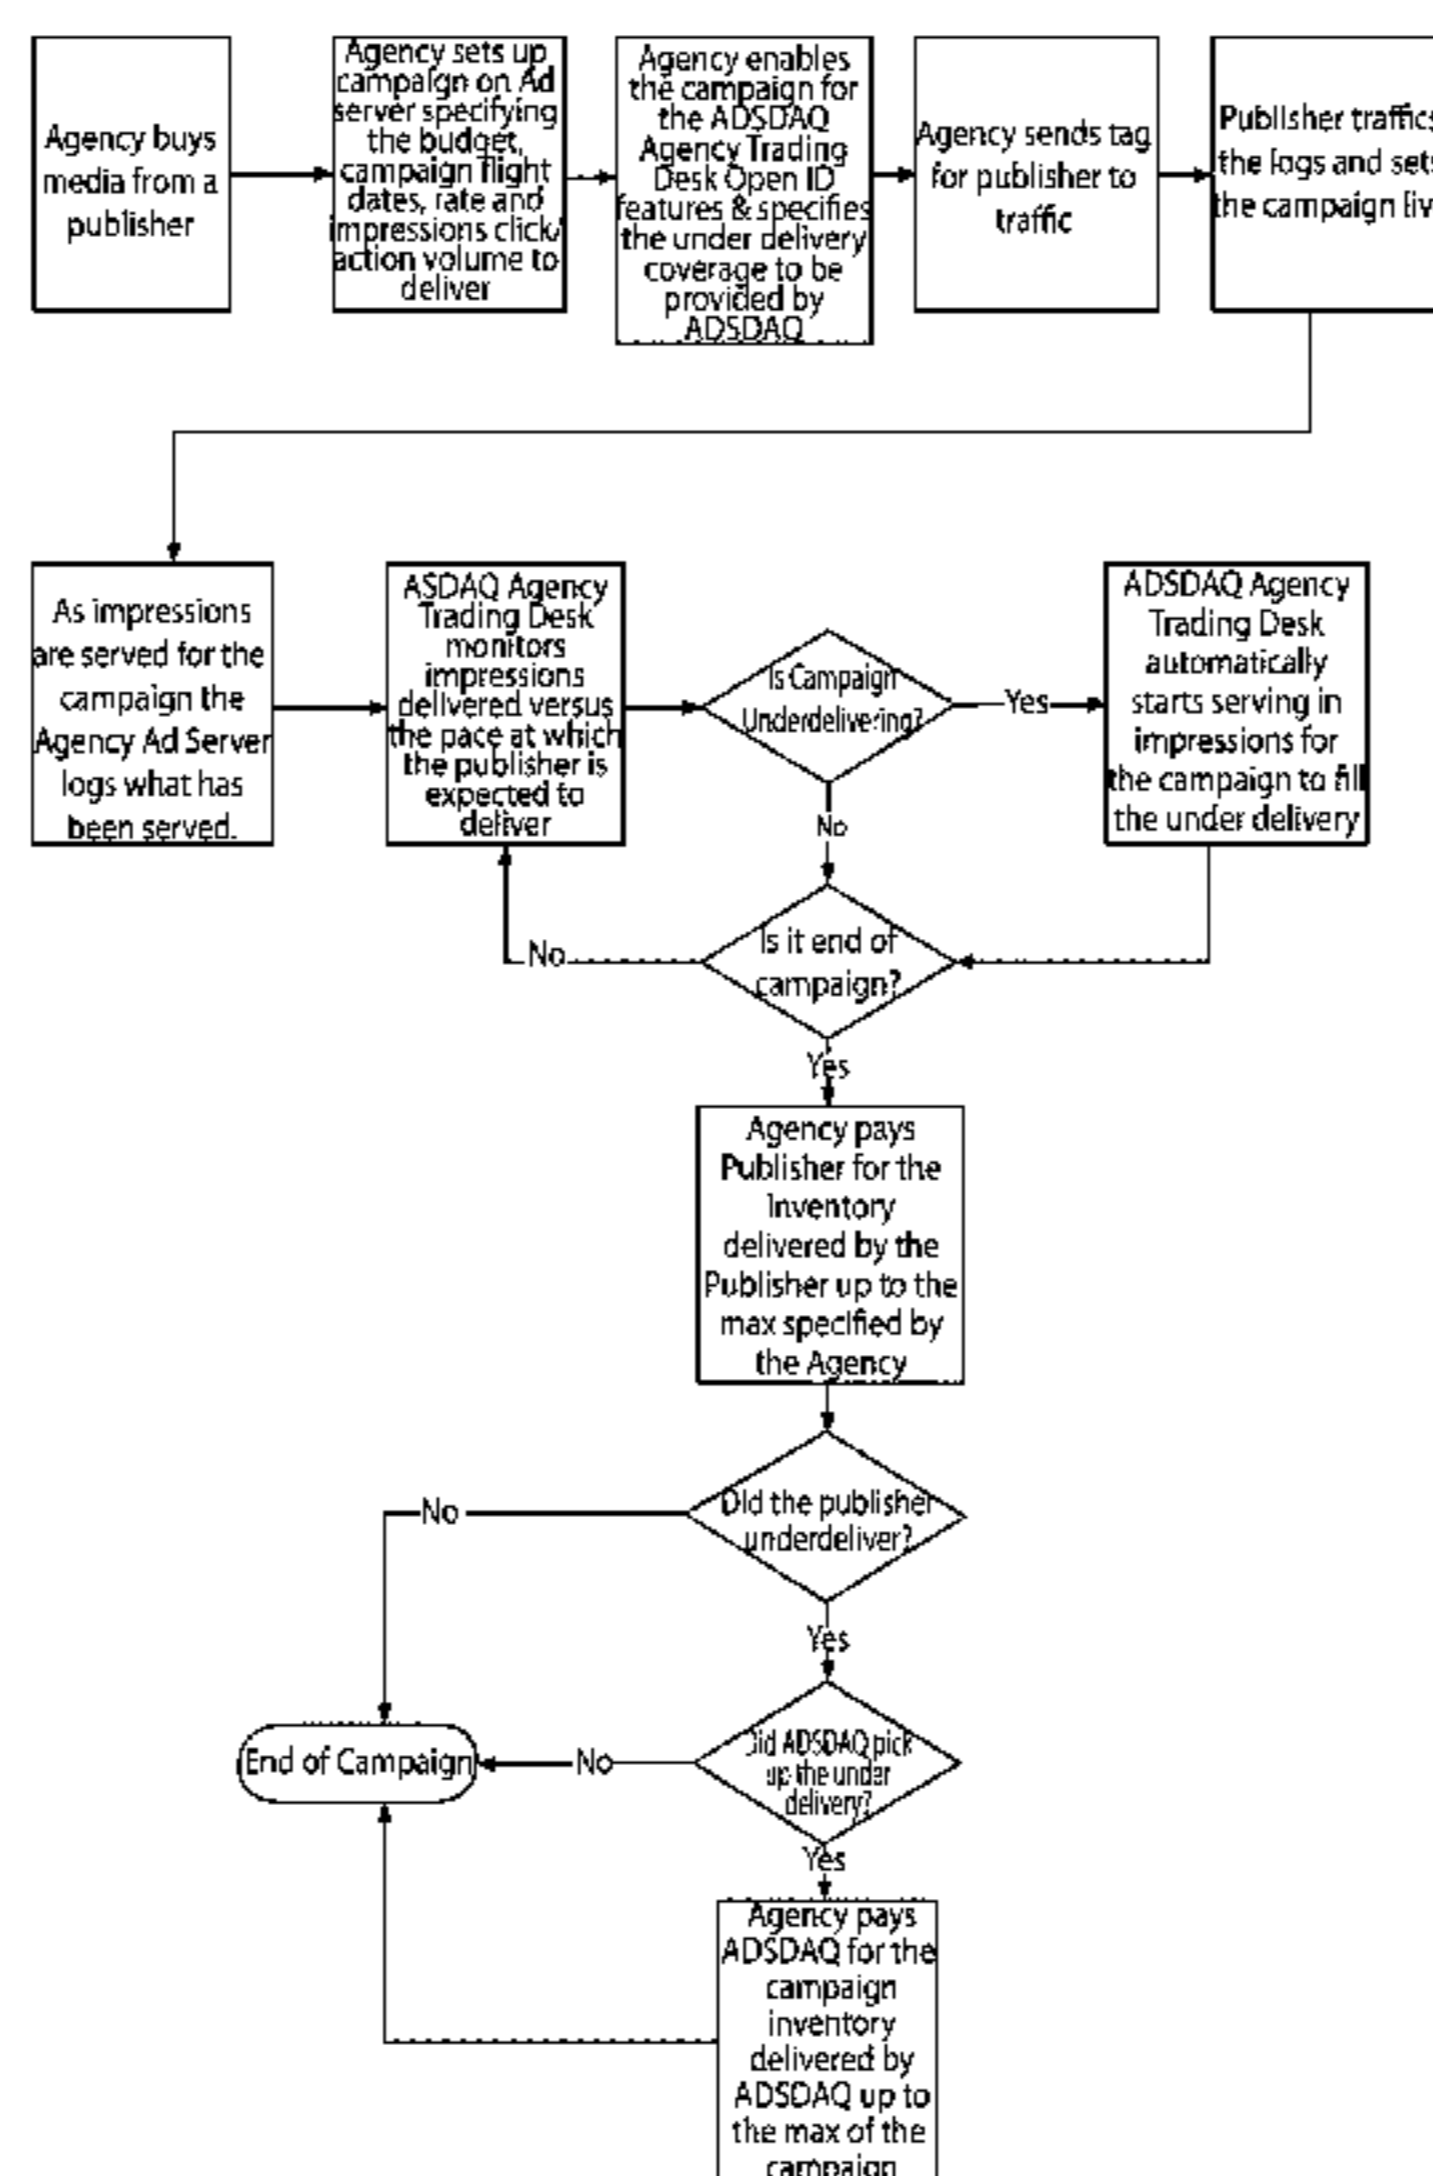 Agency buys
media from a
publisher
Agency sets up
campaign on Ad
server specifying
the budget,
campaign flight
dates, rate and
impressions click/
action volume to
deliver
Agency enables
the campaign for
the ADSDAQ
Agency Trading
Desk Open ID
features & specifies
the under delivery
coverage to be
provided by
ADSDAQ
Agency sends tag
for publisher to
traffic
Publisher traffics
the logs and sets
the campaign liv
As impressions
are served for the
campaign the
Agency Ad Server
logs what has
been served.
ASDAQ Agency
Trading Desk
monitors
impressions
delivered versus
the pace at which
the publisher is
expected to
deliver
Is Campaign
Underdelivering?
Yes
ADSDAQ Agency
Trading Desk
automatically
starts serving in
impressions for
the campaign to fill
the under delivery
No
Is it end of
campaign?
No
Yes
Agency pays
Publisher for the
Inventory
delivered by the
Publisher up to the
max specified by
the Agency
Did the publisher
underdeliver?
No
Yes
Did ADSDAQ pick
up the under
delivery?
No
End of Campaign
Yes
Agency pays
ADSDAQ for the
campaign
inventory
delivered by
ADSDAQ up to
the max of the
campaign